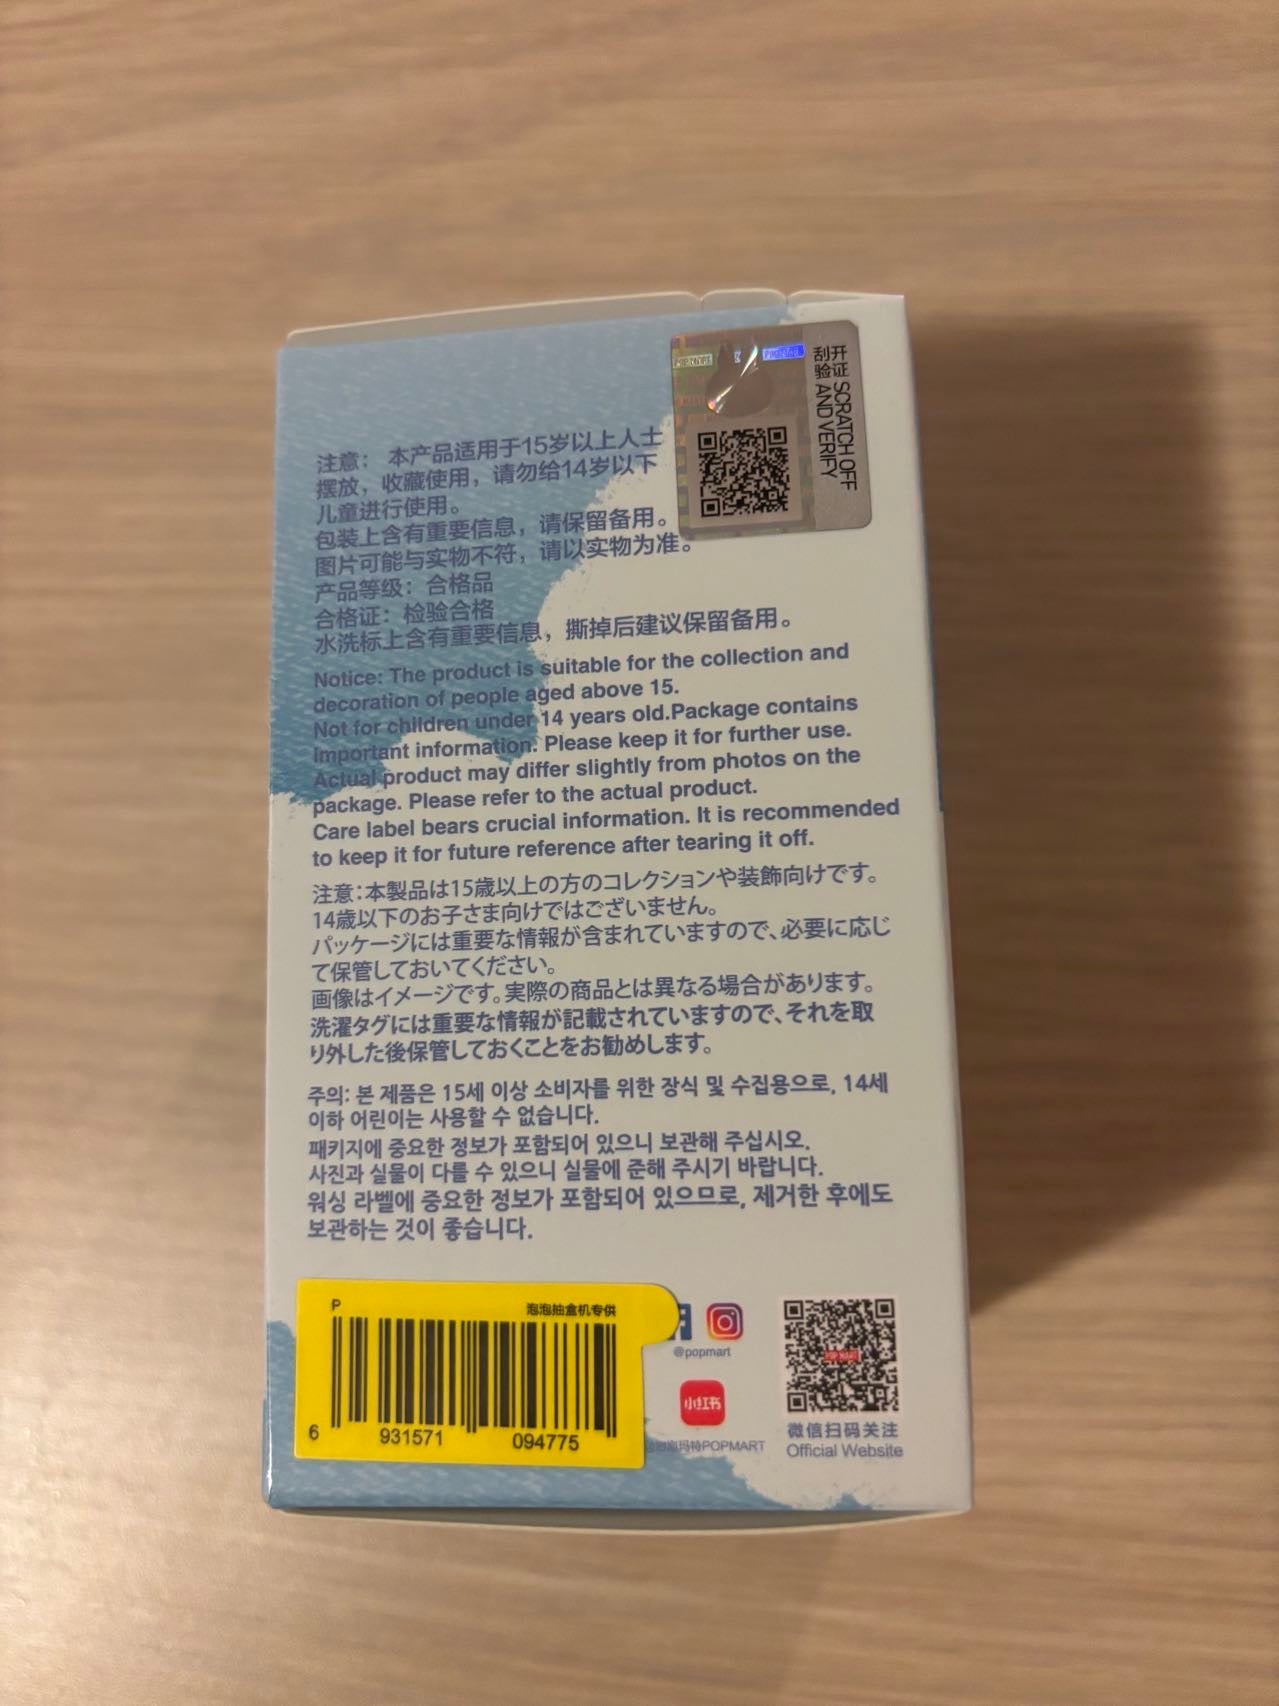 开 SCRATCH OFF
刮验证 AND VERIFY
注意： 本产品适用于15岁以上人士
摆放，收藏使用，请勿给14岁以下
儿童进行使用。
包装上含有重要信息，请保留备用。
图片可能与实物不符，请以实物为准。
产品等级：合格品
合格证：检验合格
水洗标上含有重要信息，撕掉后建议保留备用。
Notice: The product is suitable for the collection and
decoration of people aged above 15.
Not for children under 14 years old.Package contains
Important information. Please keep it for further use.
Actual product may differ slightly from photos on the
package. Please refer to the actual product.
Care label bears crucial information. It is recommended
to keep it for future reference after tearing it off.
注意：本製品は15歳以上の方のコレクションや装飾向けです。
14歳以下のお子さま向けではございません。
パッケージには重要な情報が含まれていますので、必要に応じ
て保管しておいてください。
画像はイメージです。実際の商品とは異なる場合があります。
洗濯タグには重要な情報が記載されていますので、それを取
り外した後保管しておくことをお勧めします。
주의: 본 제품은 15세 이상 소비자를 위한 장식 및 수집용으로, 14세
이하 어린이는 사용할 수 없습니다.
패키지에 중요한 정보가 포함되어 있으니 보관해 주십시오.
사진과 실물이 다를 수 있으니 실물에 준해 주시기 바랍니다.
워싱 라벨에 중요한 정보가 포함되어 있으므로, 제거한 후에도
보관하는 것이 좋습니다.
P 泡泡抽盒机专供
6 931571 094775
@popmart
小红书
泡玛特POPMART
POP MART
微信扫码关注
Official Website